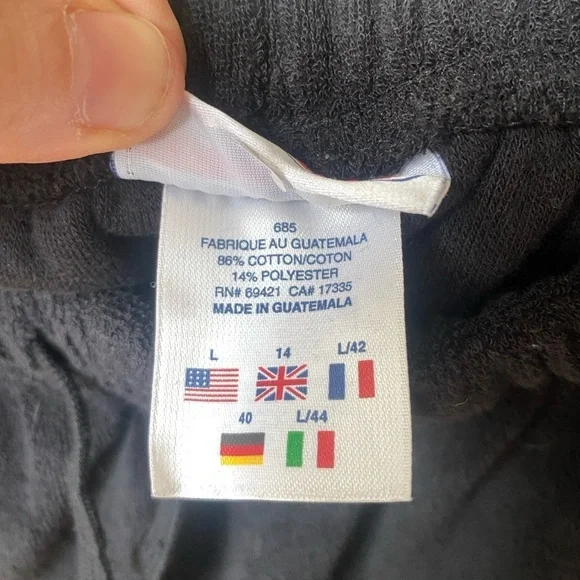 685
FABRIQUE AU GUATEMALA
86% COTTON/COTON
14% POLYESTER
RN# 69421 CA# 17335
MADE IN GUATEMALA
L 14 L/42
40 L/44